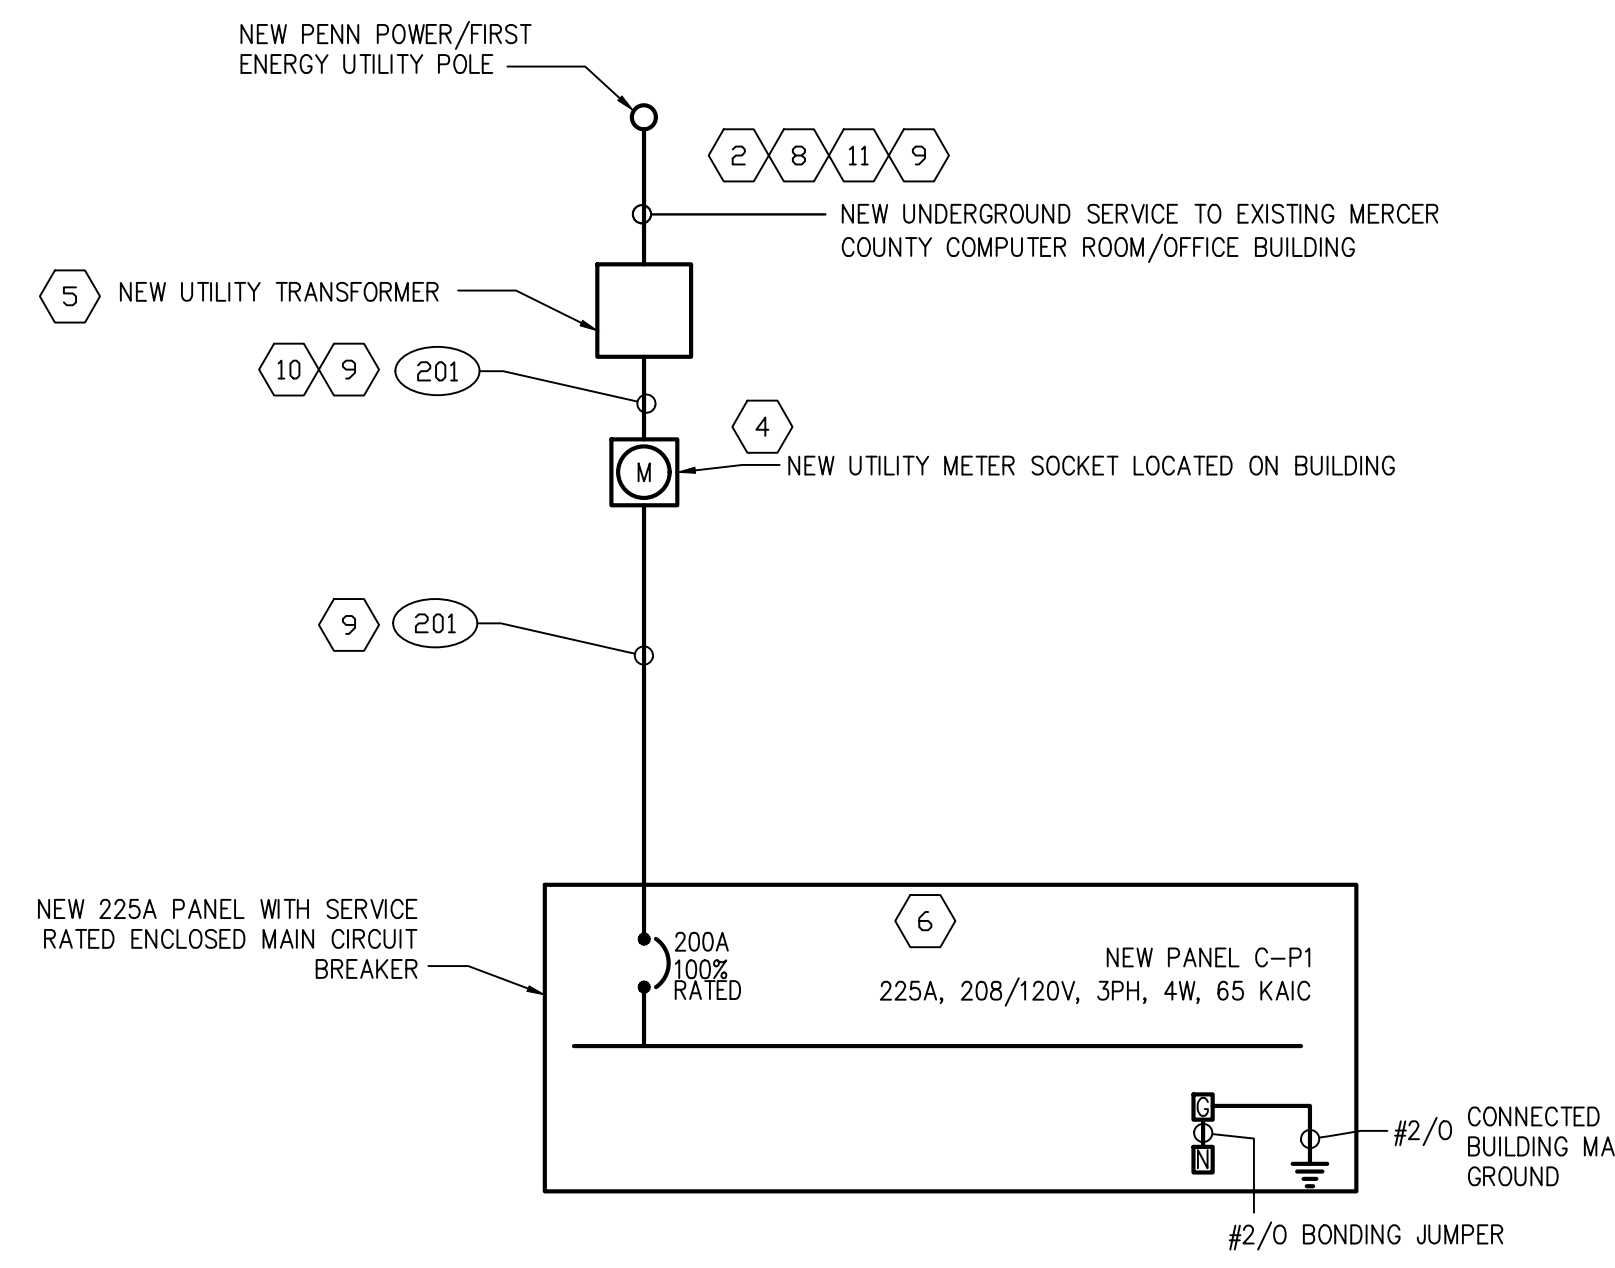 NEW PENN POWER/FIRST
ENERGY UTILITY POLE
2 8 11 9
NEW UNDERGROUND SERVICE TO EXISTING MERCER
COUNTY COMPUTER ROOM/OFFICE BUILDING
5 NEW UTILITY TRANSFORMER
10 9 201
4
M
NEW UTILITY METER SOCKET LOCATED ON BUILDING
9 201
NEW 225A PANEL WITH SERVICE
RATED ENCLOSED MAIN CIRCUIT
BREAKER
6
200A
100%
RATED
NEW PANEL C-P1
225A, 208/120V, 3PH, 4W, 65 KAIC
G
N
#2/0
CONNECTED
BUILDING MA
GROUND
#2/0 BONDING JUMPER